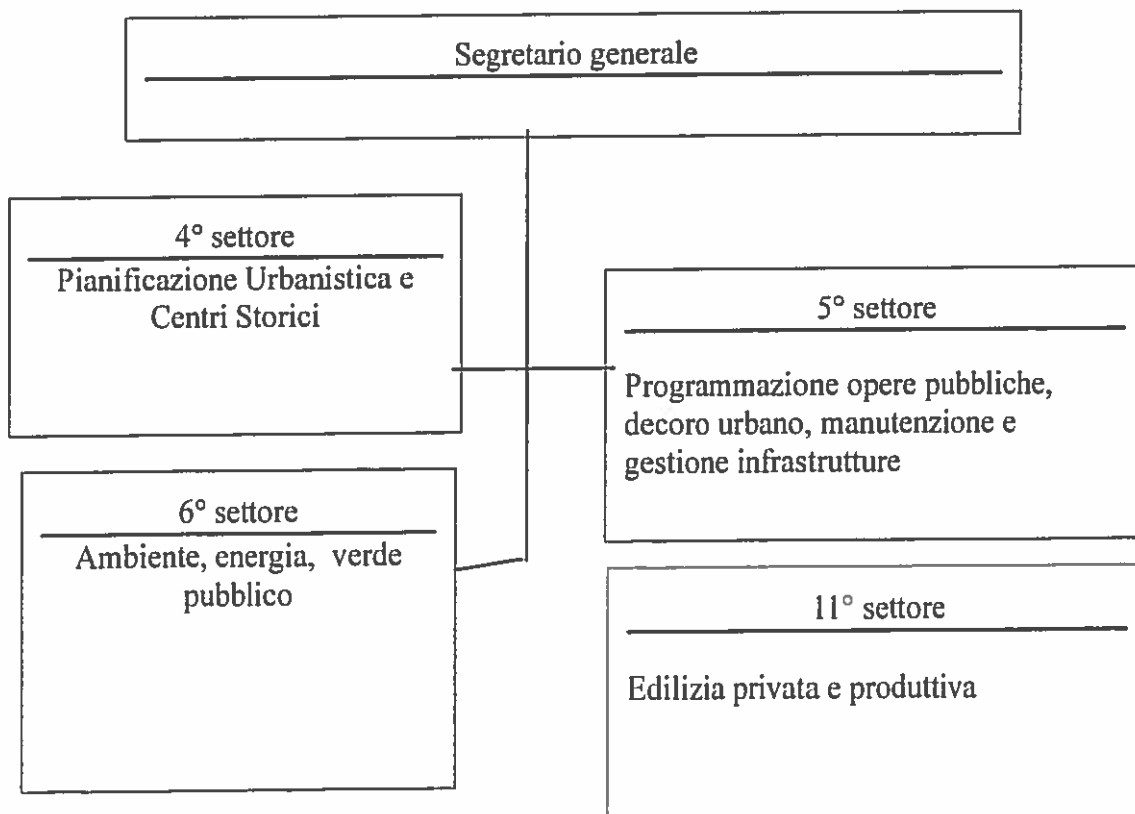 Segretario generale
4° settore
Pianificazione Urbanistica e
Centri Storici
5° settore
Programmazione opere pubbliche,
decoro urbano, manutenzione e
gestione infrastrutture
6° settore
Ambiente, energia, verde
pubblico
11° settore
Edilizia privata e produttiva